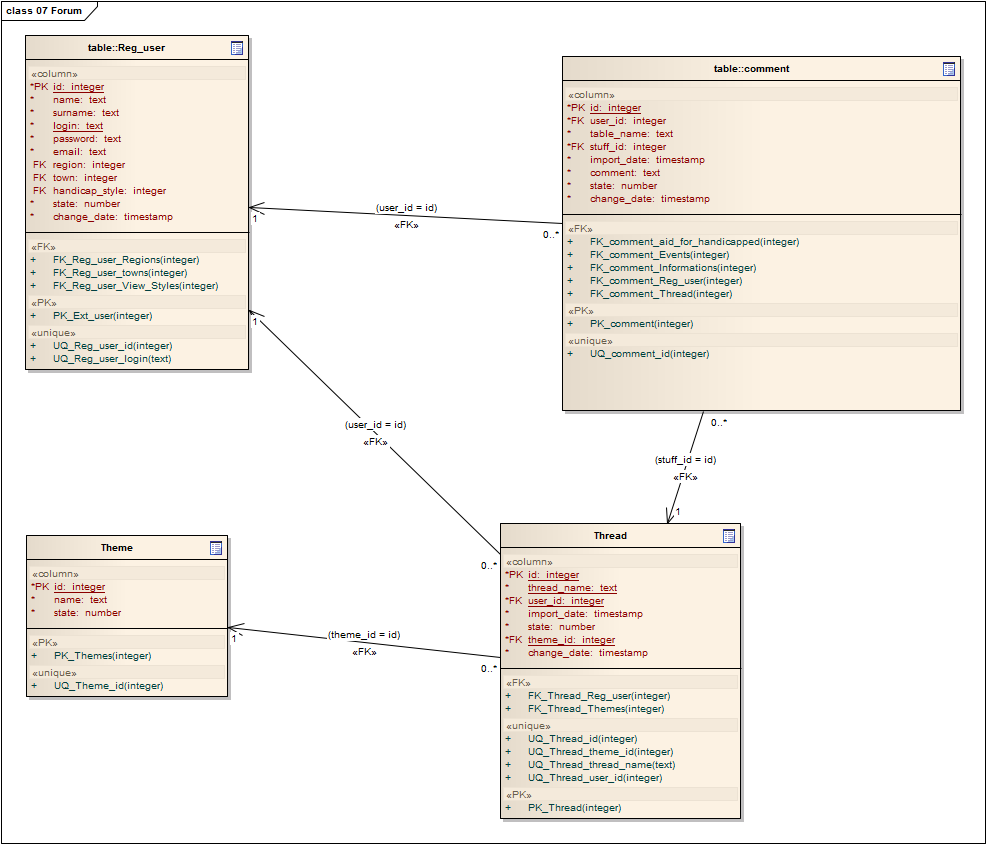 class 07 Forum
table::Reg_user
«column»
*PK id: integer
* name: text
* surname: text
* login: text
* password: text
* email: text
FK region: integer
FK town: integer
FK handicap_style: integer
* state: number
* change_date: timestamp
«FK»
+ FK_Reg_user_Regions(integer)
+ FK_Reg_user_towns(integer)
+ FK_Reg_user_View_Styles(integer)
«PK»
+ PK_Ext_user(integer)
«unique»
+ UQ_Reg_user_id(integer)
+ UQ_Reg_user_login(text)
table::comment
«column»
*PK id: integer
*FK user_id: integer
* table_name: text
*FK stuff_id: integer
* import_date: timestamp
* comment: text
* state: number
* change_date: timestamp
«FK»
+ FK_comment_aid_for_handicapped(integer)
+ FK_comment_Events(integer)
+ FK_comment_Informations(integer)
+ FK_comment_Reg_user(integer)
+ FK_comment_Thread(integer)
«PK»
+ PK_comment(integer)
«unique»
+ UQ_comment_id(integer)
1
(user_id = id)
«FK»
0..*
1
(user_id = id)
«FK»
0..*
0..*
(stuff_id = id)
«FK»
1
Theme
«column»
*PK id: integer
* name: text
* state: number
«PK»
+ PK_Themes(integer)
«unique»
+ UQ_Theme_id(integer)
1
(theme_id = id)
«FK»
0..*
Thread
«column»
*PK id: integer
* thread_name: text
*FK user_id: integer
* import_date: timestamp
* state: number
*FK theme_id: integer
* change_date: timestamp
«FK»
+ FK_Thread_Reg_user(integer)
+ FK_Thread_Themes(integer)
«unique»
+ UQ_Thread_id(integer)
+ UQ_Thread_theme_id(integer)
+ UQ_Thread_thread_name(text)
+ UQ_Thread_user_id(integer)
«PK»
+ PK_Thread(integer)